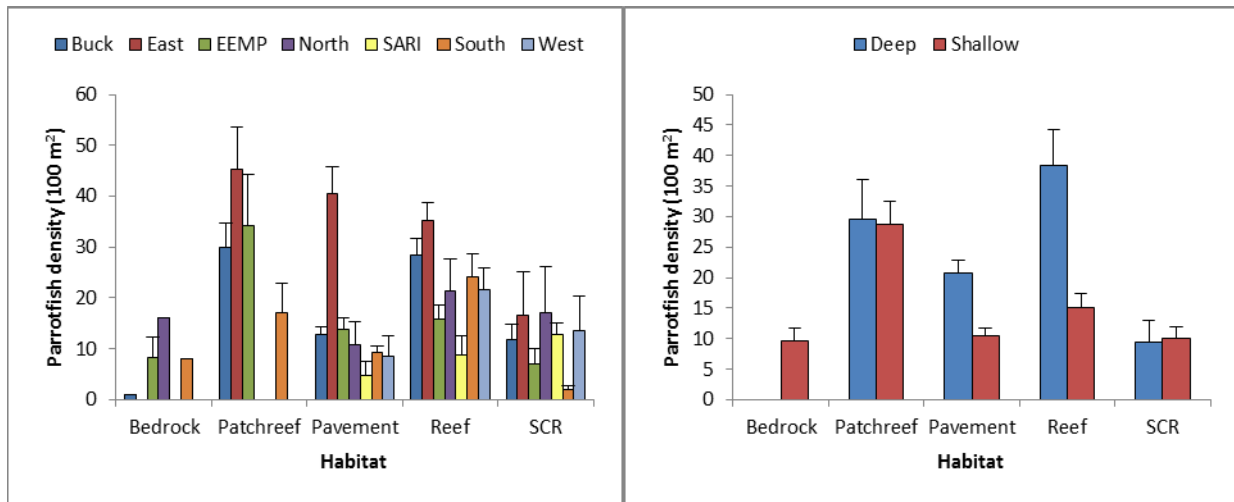 Buck East EEMP North SARI South West
Parrotfish density (100 m²)
60
50
40
30
20
10
0
Bedrock Patchreef Pavement Reef SCR
Habitat
Deep Shallow
Parrotfish density (100 m²)
50
45
40
35
30
25
20
15
10
5
0
Bedrock Patchreef Pavement Reef SCR
Habitat